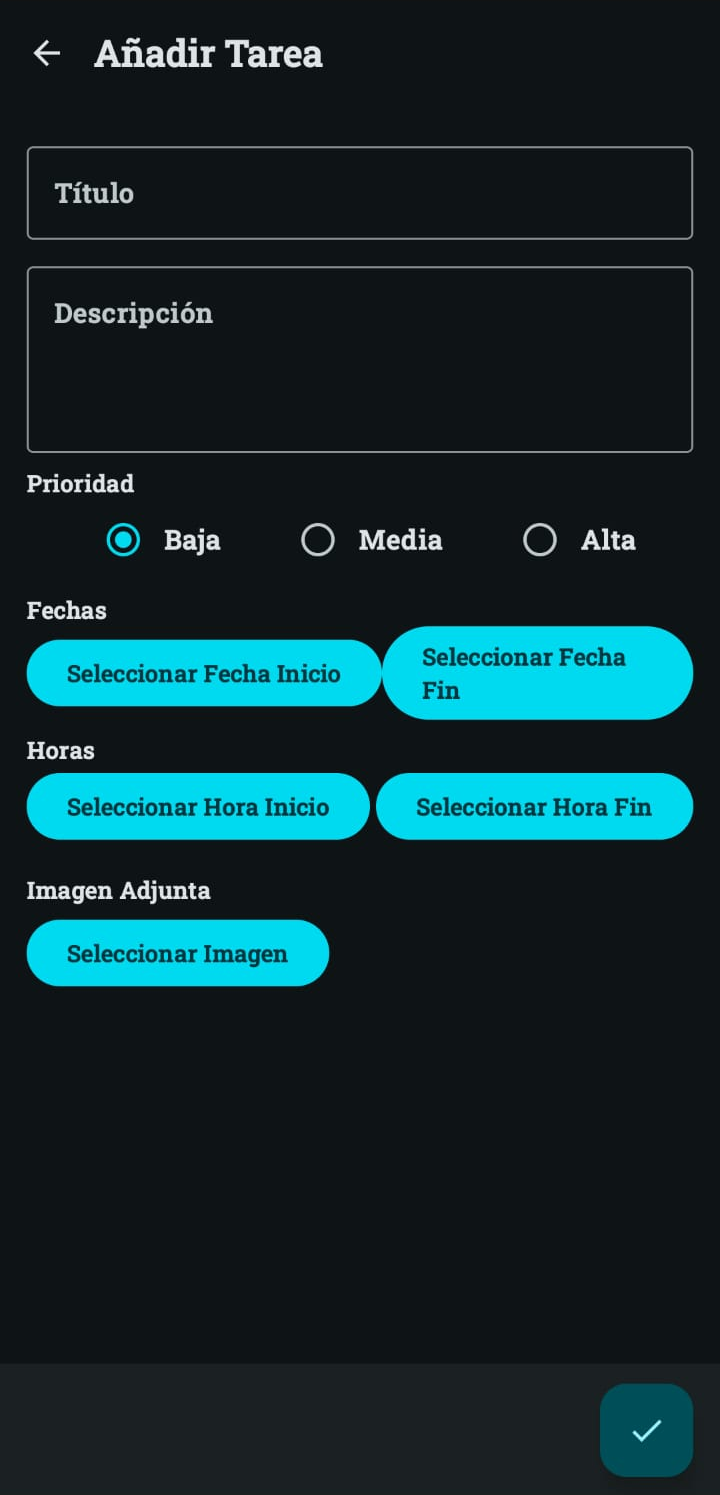 Añadir Tarea
Título
Descripción
Prioridad
Baja Media Alta
Fechas
Seleccionar Fecha Inicio
Seleccionar Fecha
Fin
Horas
Seleccionar Hora Inicio Seleccionar Hora Fin
Imagen Adjunta
Seleccionar Imagen